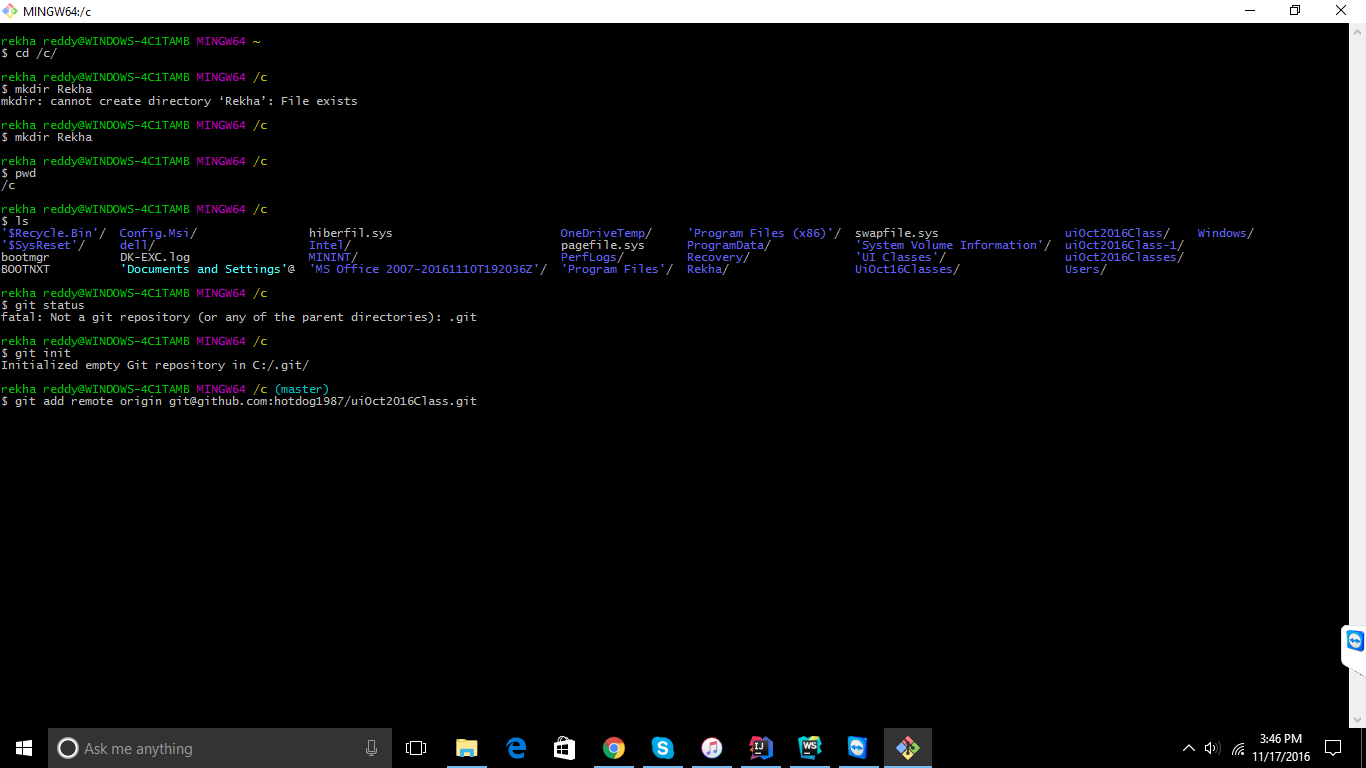 MINGW64:/c
rekha reddy@WINDOWS-4C1TAMB MINGW64 ~
$ cd /c/
rekha reddy@WINDOWS-4C1TAMB MINGW64 /c
$ mkdir Rekha
mkdir: cannot create directory ‘Rekha’: File exists
rekha reddy@WINDOWS-4C1TAMB MINGW64 /c
$ mkdir Rekha
rekha reddy@WINDOWS-4C1TAMB MINGW64 /c
$ pwd
/c
rekha reddy@WINDOWS-4C1TAMB MINGW64 /c
$ ls
'$Recycle.Bin'/ Config.Msi/ hiberfil.sys OneDriveTemp/ 'Program Files (x86)'/ swapfile.sys uiOct2016Class/ Windows/
'$SysReset'/ dell/ Intel/ pagefile.sys ProgramData/ 'System Volume Information'/ uiOct2016Class-1/
bootmgr DK-EXC.log MININT/ PerfLogs/ Recovery/ 'UI Classes'/ uiOct2016Classes/
BOOTNXT 'Documents and Settings'@ 'MS Office 2007-20161110T192036Z'/ 'Program Files'/ Rekha/ UiOct16Classes/ Users/
rekha reddy@WINDOWS-4C1TAMB MINGW64 /c
$ git status
fatal: Not a git repository (or any of the parent directories): .git
rekha reddy@WINDOWS-4C1TAMB MINGW64 /c
$ git init
Initialized empty Git repository in C:/.git/
rekha reddy@WINDOWS-4C1TAMB MINGW64 /c (master)
$ git add remote origin git@github.com:hotdog1987/uiOct2016Class.git
Ask me anything
IJ
WS
3:46 PM
11/17/2016